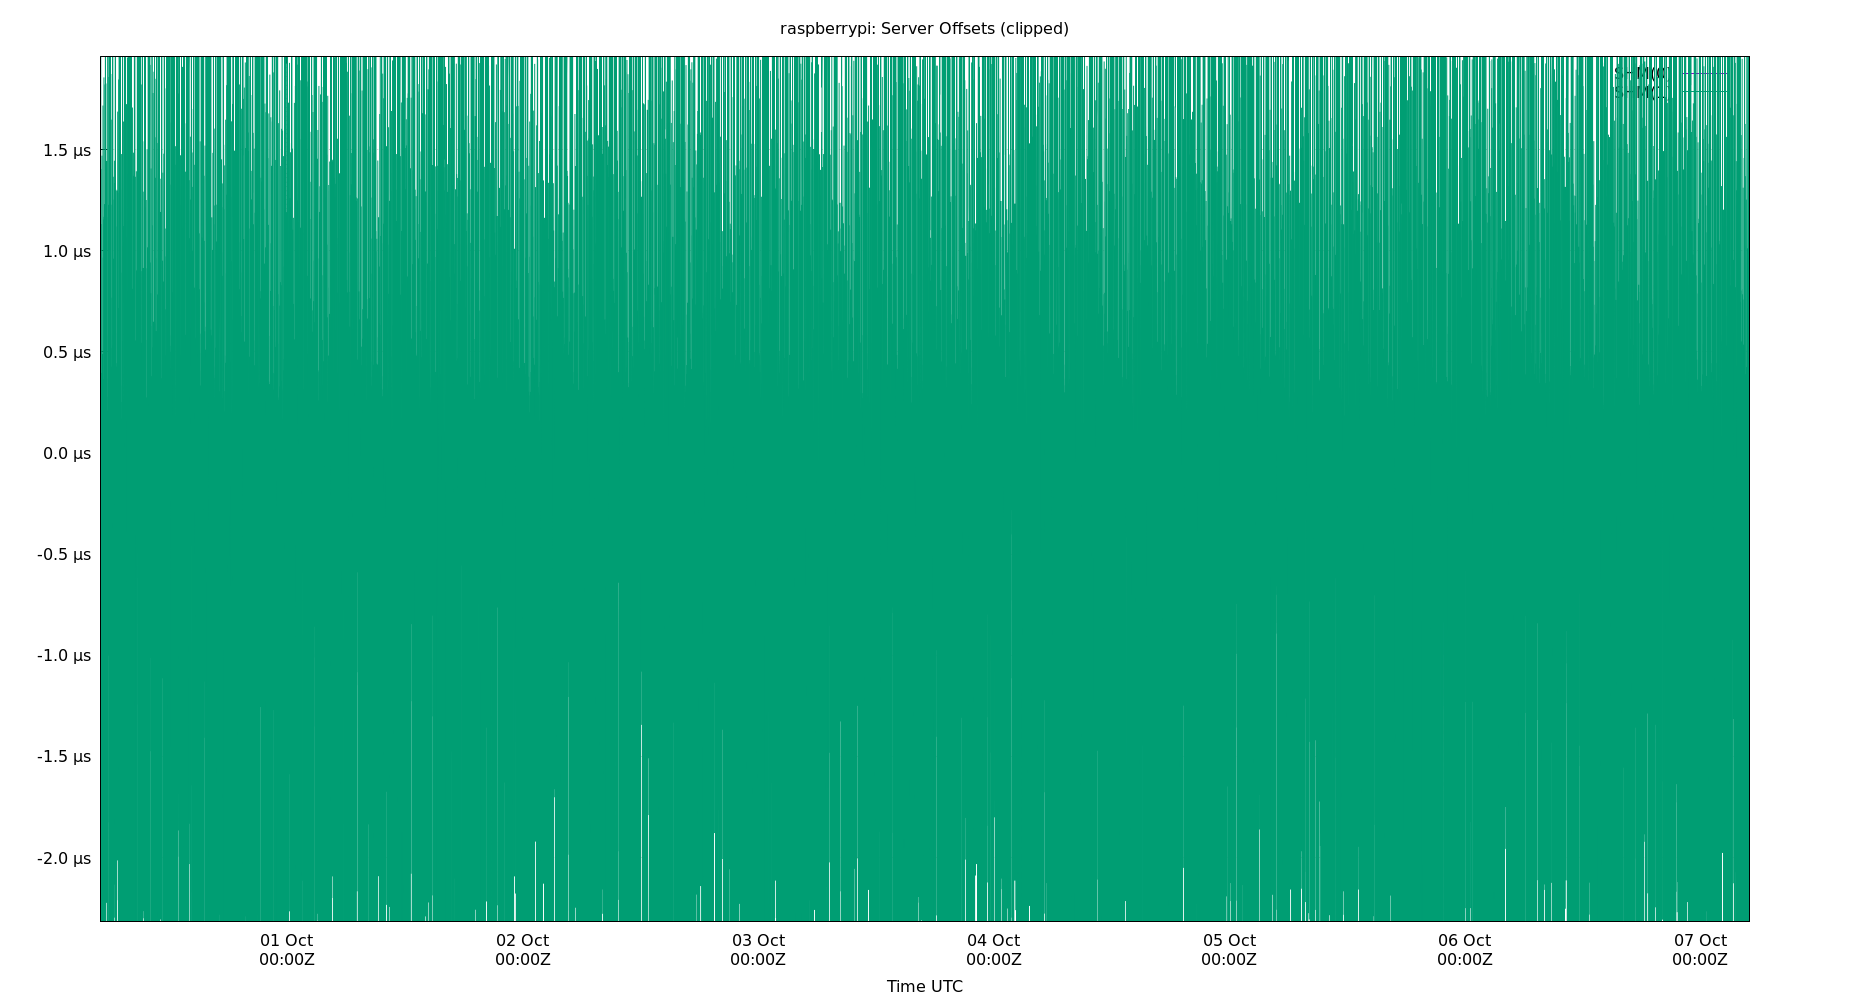 raspberrypi: Server Offsets (clipped)
1.5 µs
1.0 µs
0.5 µs
0.0 µs
-0.5 µs
-1.0 µs
-1.5 µs
-2.0 µs
01 Oct 02 Oct 03 Oct 04 Oct 05 Oct 06 Oct 07 Oct
00:00Z 00:00Z 00:00Z 00:00Z 00:00Z 00:00Z 00:00Z
Time UTC